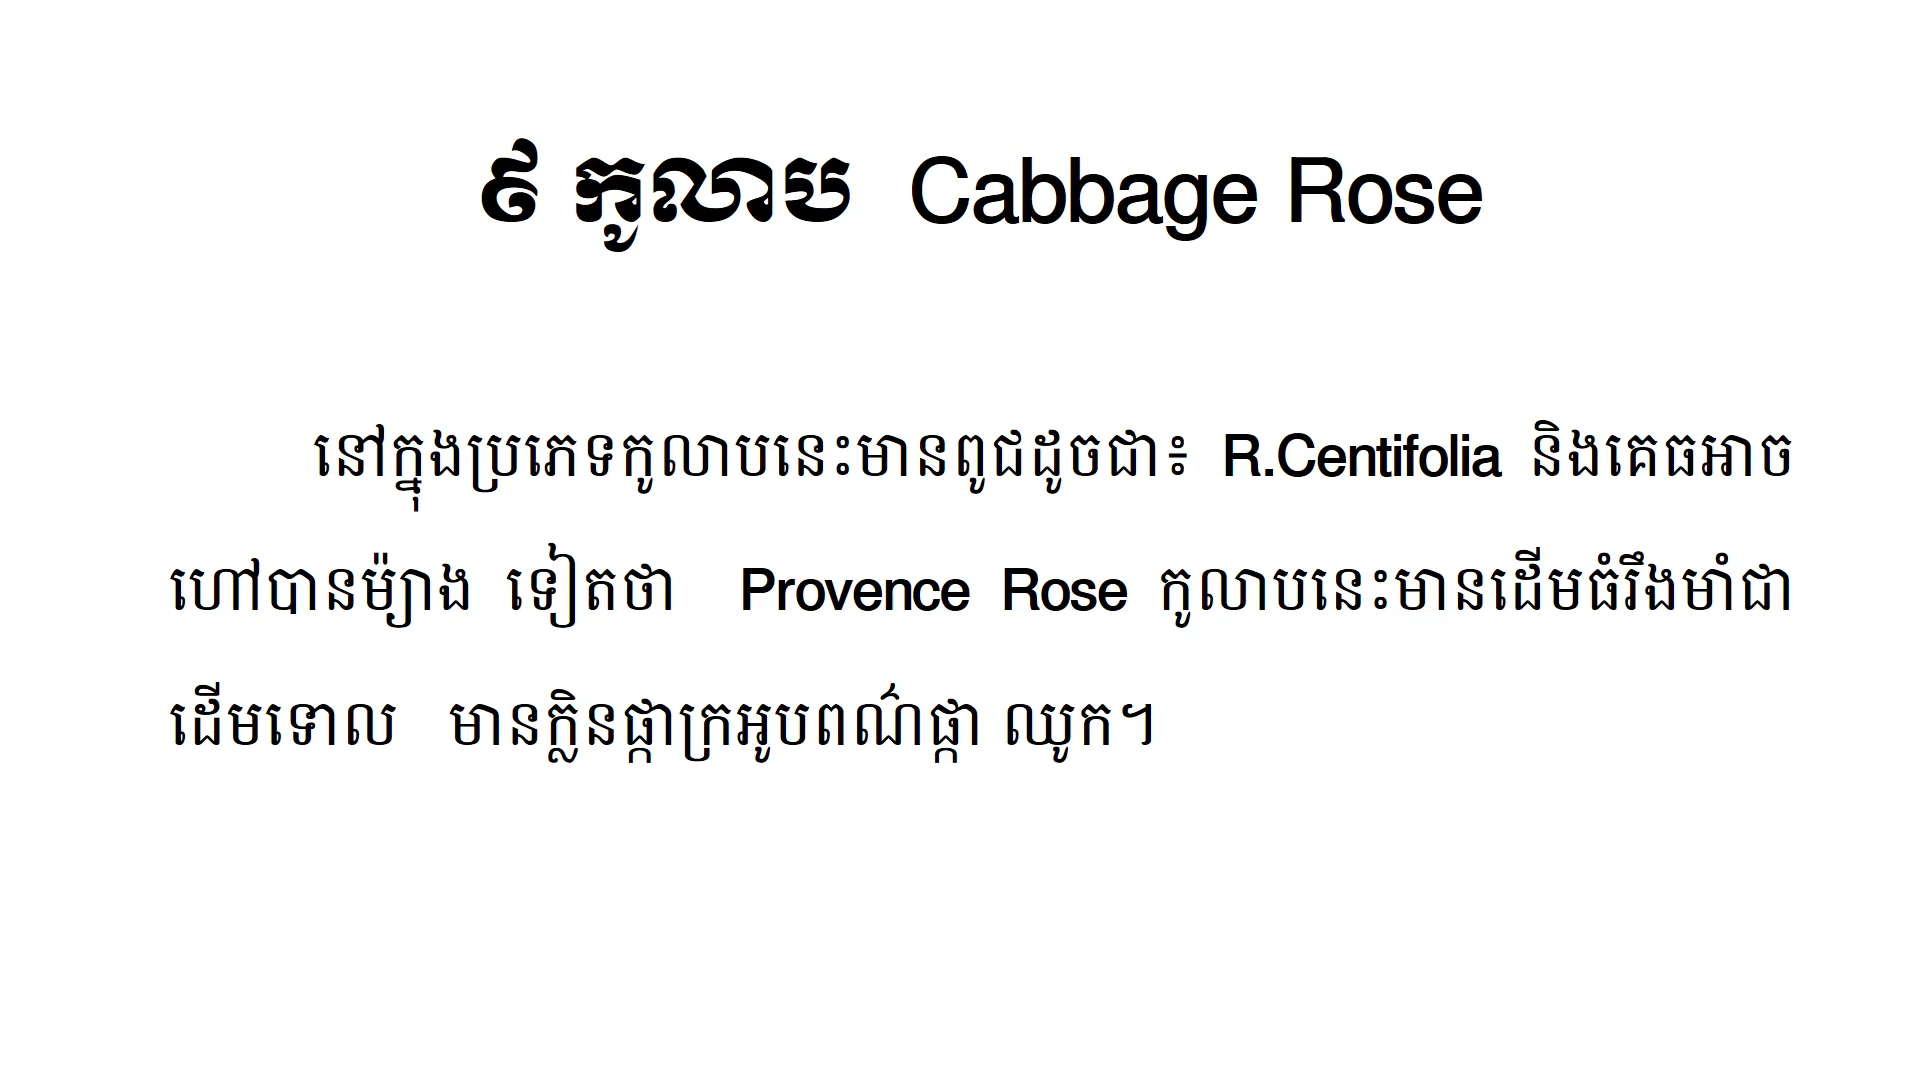 ៩ កូលាប Cabbage Rose
នៅក្នុងប្រភេទកូលាបនេះមានពូជដូចជា៖ R.Centifolia និងគេធអាច
ហៅបានម៉្យាង ទៀតថា Provence Rose កូលាបនេះមានដើមធំរឹងមាំជា
ដើមទោល មានក្លិនផ្កាក្រអូបពណ៌ផ្កា ឈូក។